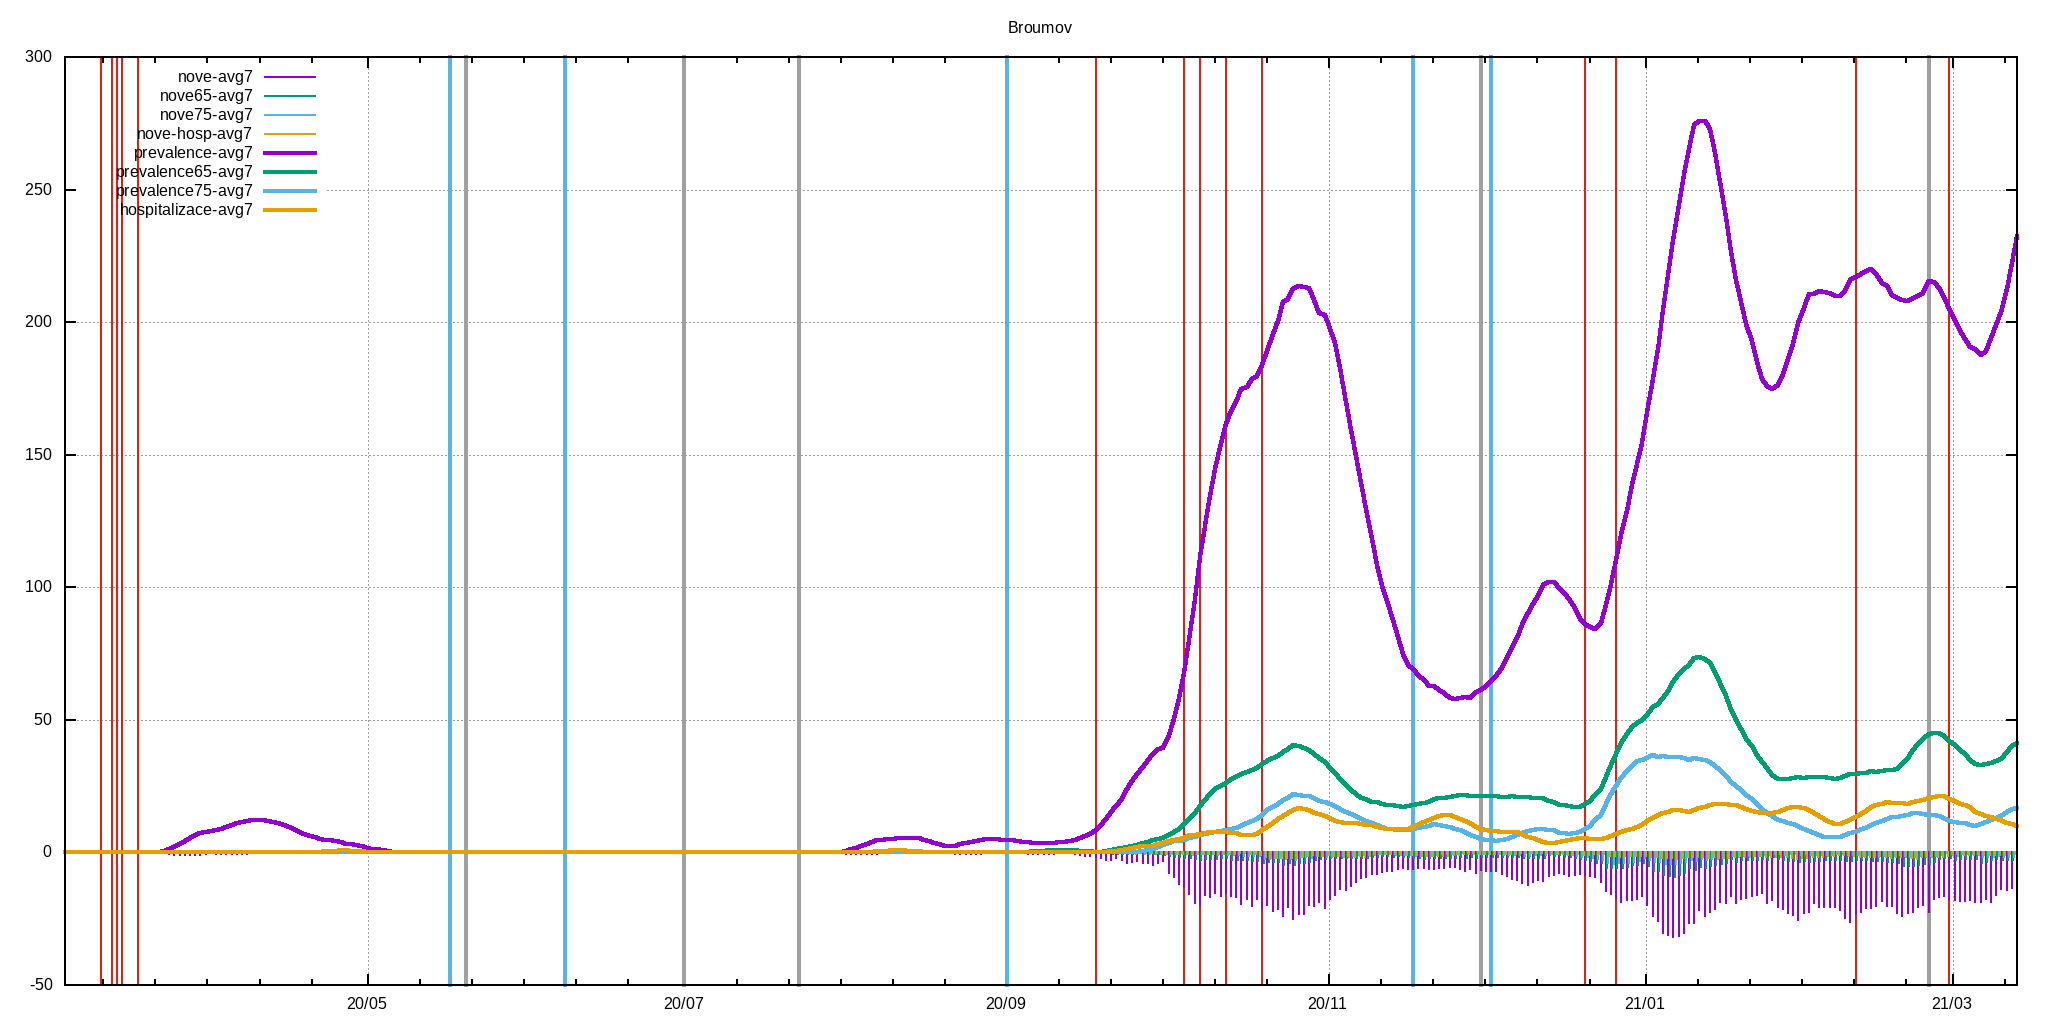 Broumov
300
250
200
150
100
50
0
-50
nove-avg7
nove65-avg7
nove75-avg7
nove-hosp-avg7
prevalence-avg7
prevalence65-avg7
prevalence75-avg7
hospitalizace-avg7
20/05 20/07 20/09 20/11 21/01 21/03